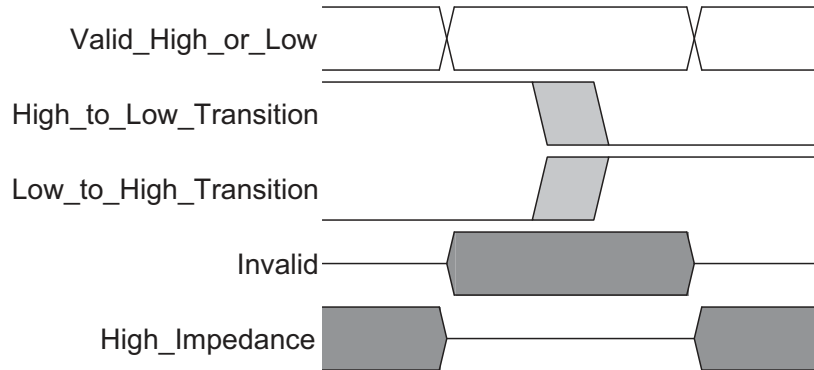 Valid_High_or_Low
High_to_Low_Transition
Low_to_High_Transition
Invalid
High_Impedance